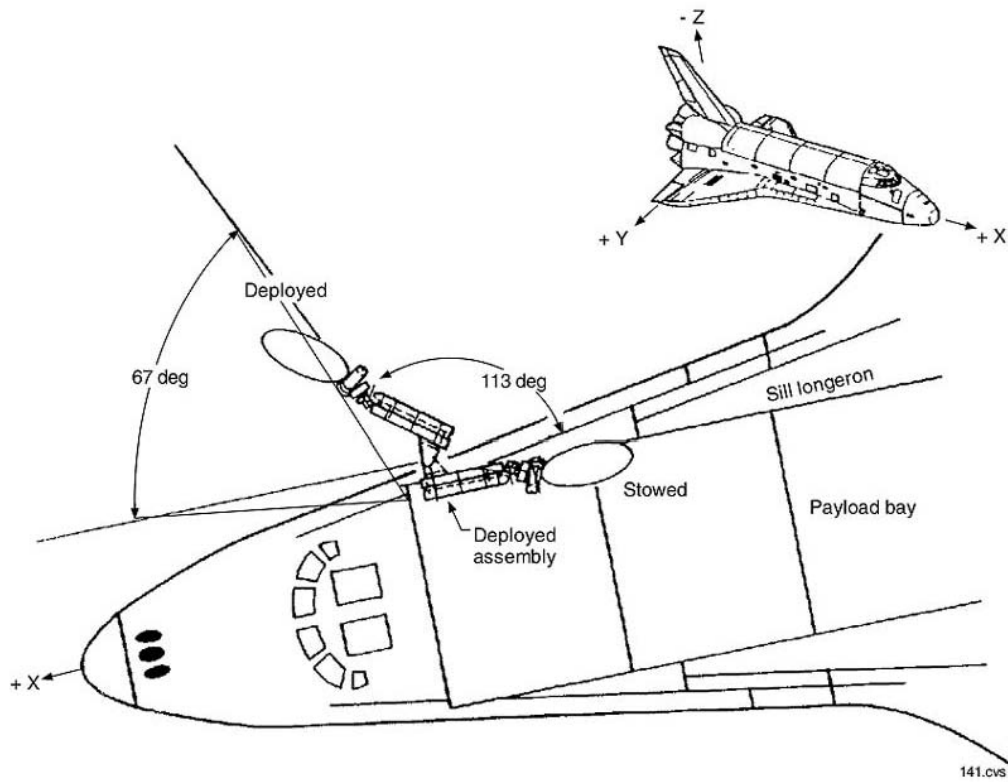 - Z
+ Y
+ X
Deployed
67 deg
113 deg
Sill longeron
Stowed
Payload bay
Deployed
assembly
+ X
141.cvs